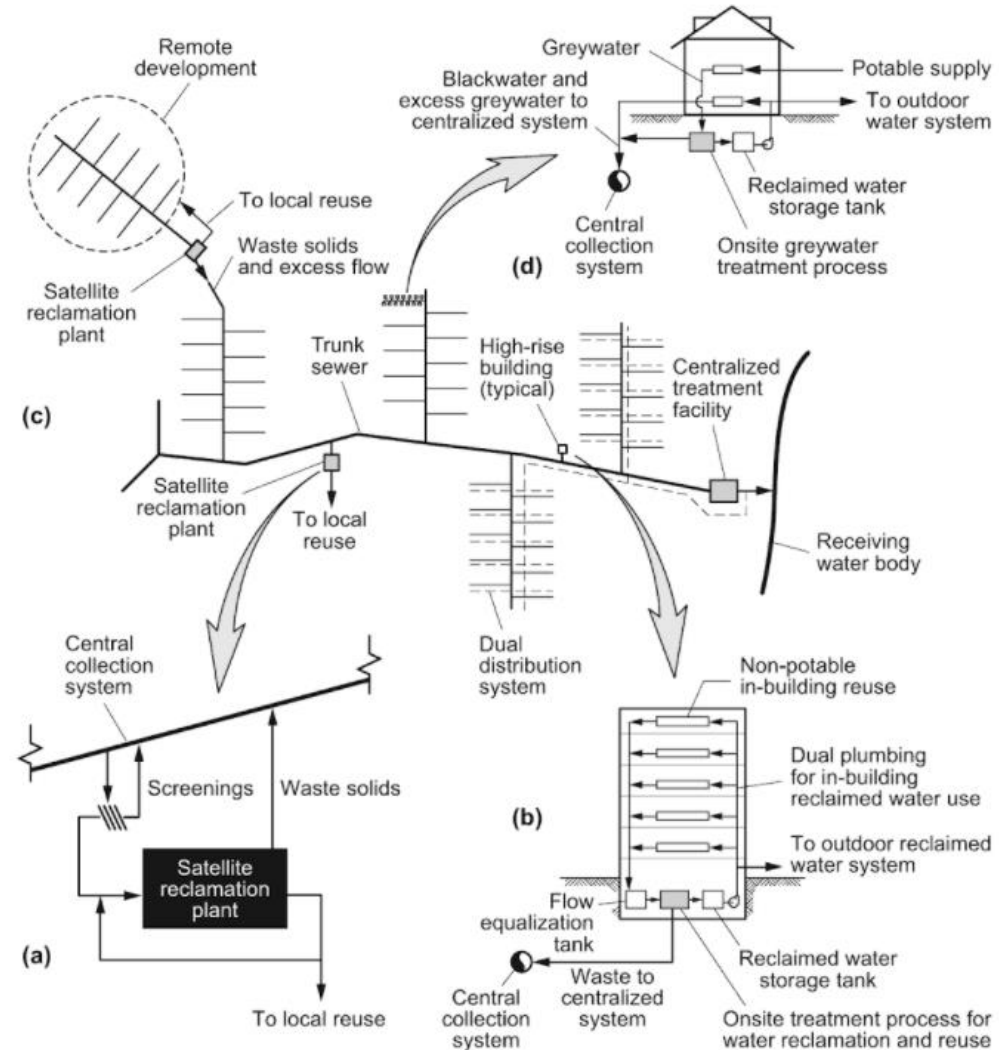 Remote
development
To local reuse
Waste solids
and excess flow
Satellite
reclamation
plant
(c)
Greywater
Blackwater and
excess greywater to
centralized system
Potable supply
To outdoor
water system
Reclaimed water
storage tank
Central
collection
system
(d)
Onsite greywater
treatment process
Trunk
sewer
High-rise
building
(typical)
Centralized
treatment
facility
Satellite
reclamation
plant
To local
reuse
Receiving
water body
Dual
distribution
system
Central
collection
system
Screenings
Waste solids
Satellite
reclamation
plant
(a)
To local reuse
Non-potable
in-building reuse
Dual plumbing
for in-building
reclaimed water use
(b)
To outdoor reclaimed
water system
Flow
equalization
tank
Reclaimed water
storage tank
Central
collection
system
Waste to
centralized
system
Onsite treatment process for
water reclamation and reuse